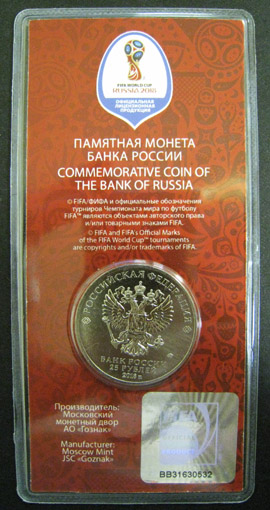 FIFA WORLD CUP
RUSSIA 2018
ОФИЦИАЛЬНАЯ
ЛИЦЕНЗИОННАЯ
ПРОДУКЦИЯ
ПАМЯТНАЯ МОНЕТА
БАНКА РОССИИ
COMMEMORATIVE COIN OF
THE BANK OF RUSSIA
© FIFA/ФИФА и официальные обозначения
турниров Чемпионата мира по футболу
FIFA™ являются объектами авторского права
и/или товарными знаками FIFA.
© FIFA and FIFA's Official Marks
of the FIFA World Cup™ tournaments
are copyrights and/or trademarks of FIFA.
РОССИЙСКАЯ ФЕДЕРАЦИЯ
БАНК РОССИИ
25 РУБЛЕЙ
2018 г.
Производитель:
Московский
монетный двор
АО «Гознак»
Manufacturer:
Moscow Mint
JSC «Goznak»
BB31630532